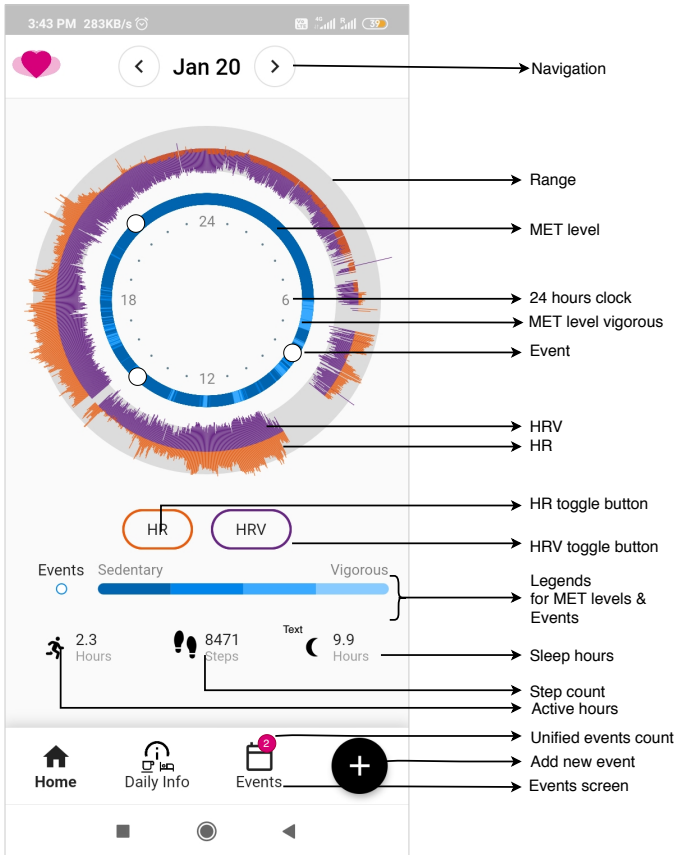 3:43 PM 283KB/s
4G R 39
Jan 20
Navigation
Range
24
MET level
18
6
24 hours clock
MET level vigorous
Event
12
HRV
HR
HR
HRV
HR toggle button
HRV toggle button
Events Sedentary Vigorous
Legends
for MET levels &
Events
2.3
Hours
8471
Steps
Text
9.9
Hours
Sleep hours
Step count
Active hours
2
Unified events count
+
Add new event
Home
Daily Info
Events
Events screen